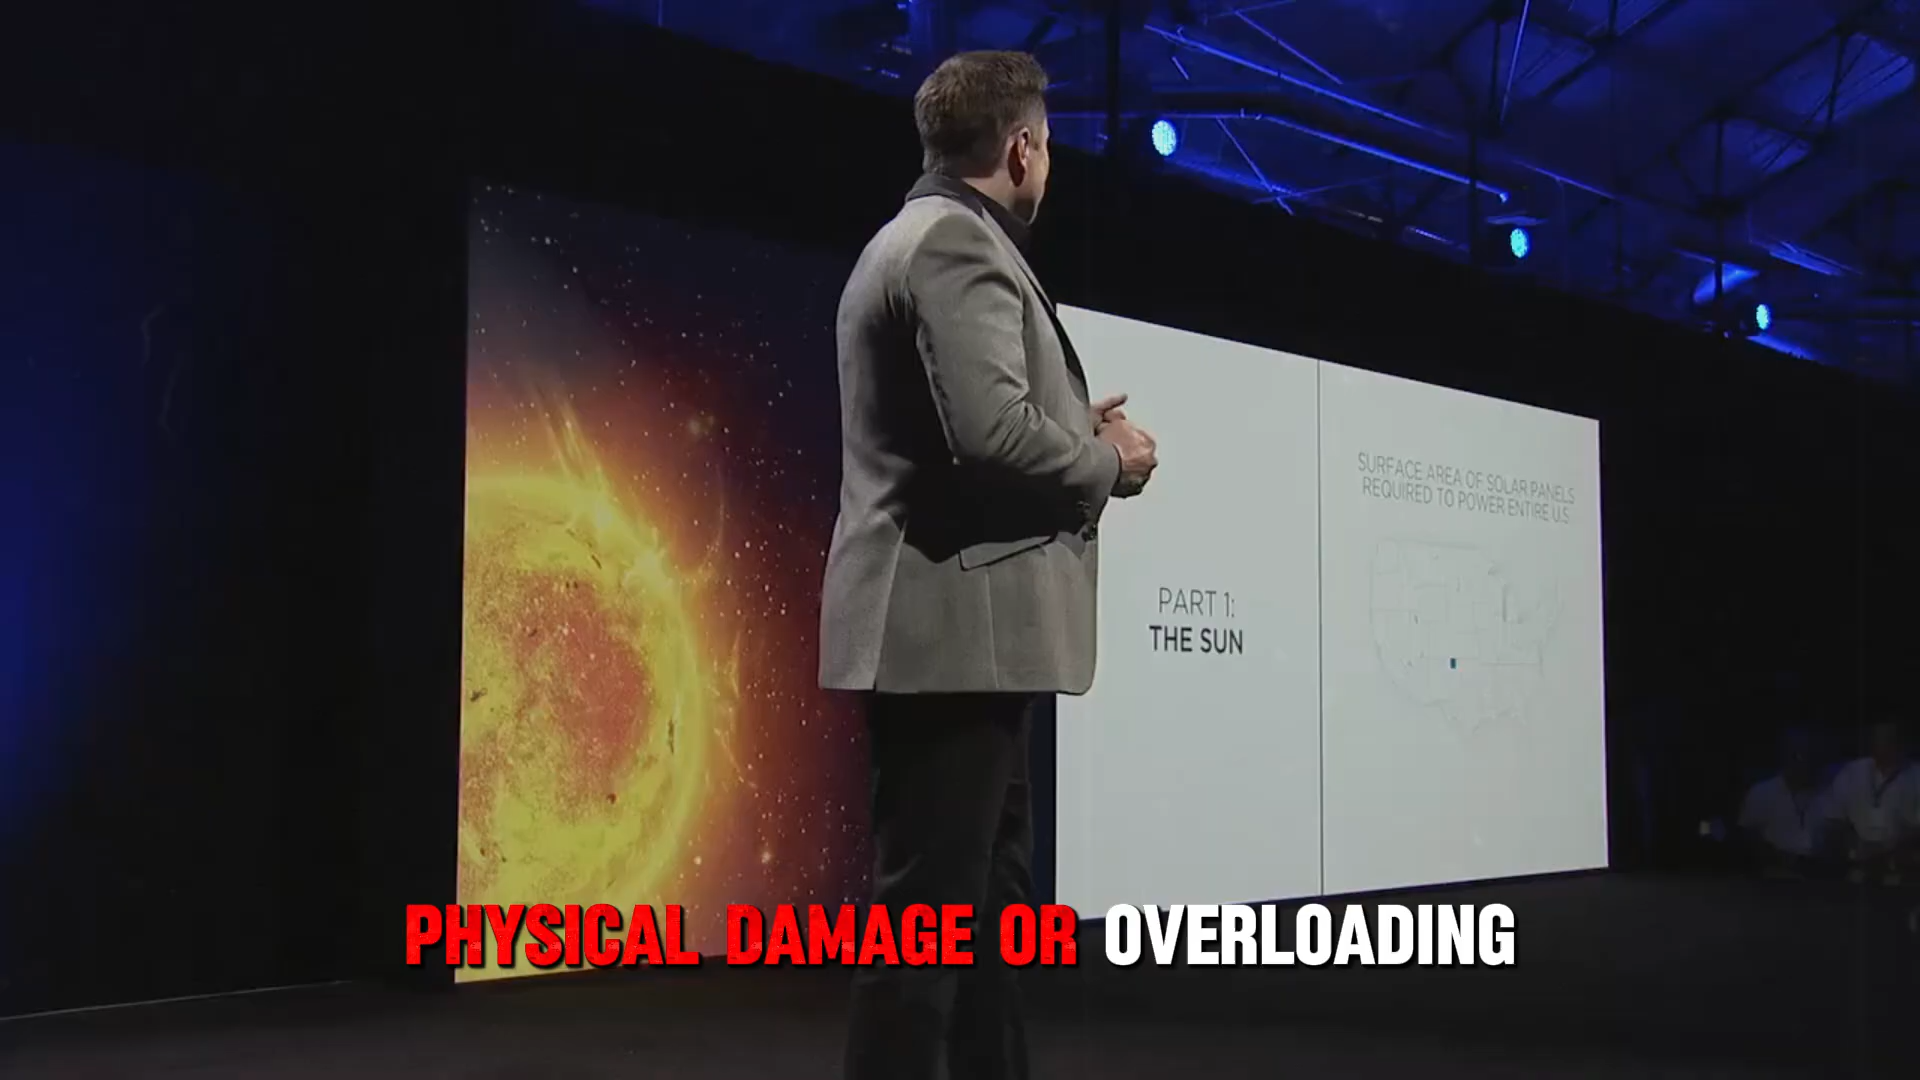 PART 1:
THE SUN
SURFACE AREA OF SOLAR PANELS
REQUIRED TO POWER ENTIRE U.S.
PHYSICAL DAMAGE OR OVERLOADING